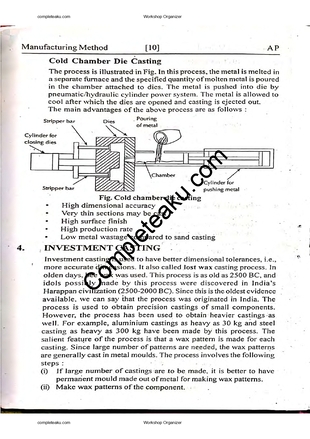 completeaku.com Workshop Organizer
Manufacturing Method [10] AP
Cold Chamber Die Casting
The process is illustrated in Fig. In this process, the metal is melted in
a separate furnace and the specified quantity of molten metal is poured
in the chamber attached to dies. The metal is pushed into die by
pneumatic/hydraulic cylinder power system. The metal is allowed to
cool after which the dies are opened and casting is ejected out.
The main advantages of the above process are as follows :
Stripper bar Dies Pouring
of metal
Cylinder for
closing dies
Chamber
Cylinder for
pushing metal
Stripper bar
Fig. Cold chamber die casting
• High dimensional accuracy
• Very thin sections may be
• High surface finish
• High production rate
• Low metal wastage compared to sand casting
completeaku.com
4. INVESTMENT CASTING
Investment casting to have better dimensional tolerances, i.e.,
more accurate dimensions. It also called lost wax casting process. In
olden days, was used. This process is as old as 2500 BC, and
idols possibly made by this process were discovered in India's
Harappan civilization (2500-2000 BC). Since this is the oldest evidence
available, we can say that the process was originated in India. The
process is used to obtain precision castings of small components.
However, the process has been used to obtain heavier castings as
well. For example, aluminium castings as heavy as 30 kg and steel
casting as heavy as 300 kg have been made by this process. The
salient feature of the process is that a wax pattern is made for each
casting. Since large number of patterns are needed, the wax patterns
are generally cast in metal moulds. The process involves the following
steps :
(i) If large number of castings are to be made, it is better to have
permanent mould made out of metal for making wax patterns.
(ii) Make wax patterns of the component.
completeaku.com Workshop Organizer